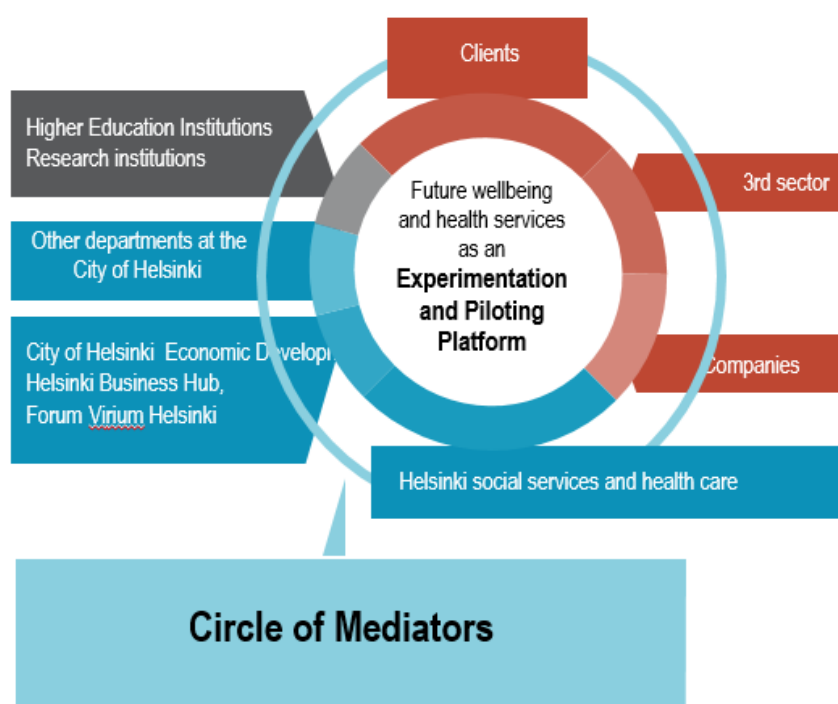 Clients
Higher Education Institutions
Research institutions
3rd sector
Other departments at the
City of Helsinki
Future wellbeing
and health services
as an
Experimentation
and Piloting
Platform
City of Helsinki Economic Develop
Helsinki Business Hub,
Forum Virium Helsinki
Companies
Helsinki social services and health care
Circle of Mediators